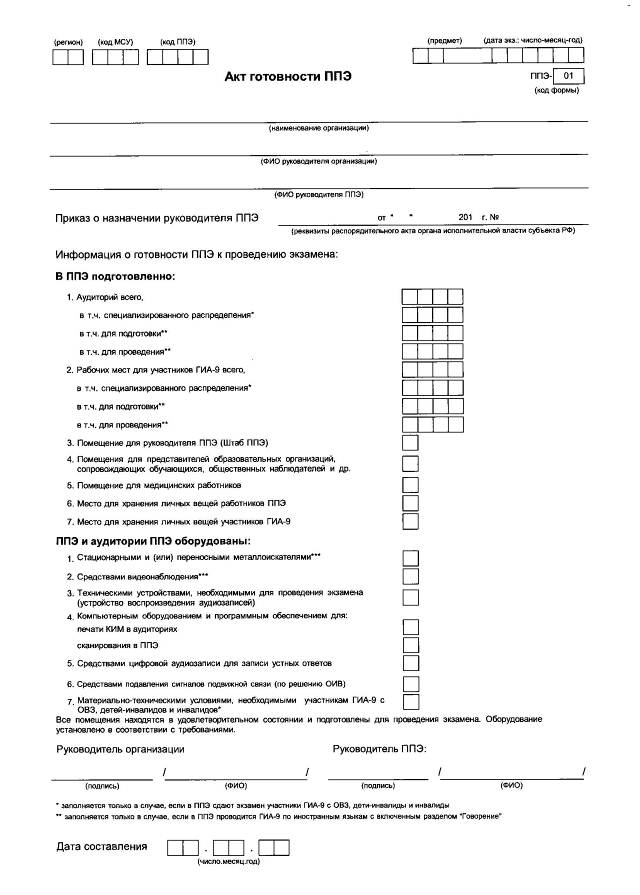 (регион) (код МСУ) (код ППЭ) (предмет) (дата экз.: число-месяц-год)
Акт готовности ППЭ
ППЭ- 01
(код формы)
(наименование организации)
(ФИО руководителя организации)
(ФИО руководителя ППЭ)
Приказ о назначении руководителя ППЭ от " " 201 г. №
(реквизиты распорядительного акта органа исполнительной власти субъекта РФ)
Информация о готовности ППЭ к проведению экзамена:
В ППЭ подготовленно:
1. Аудиторий всего,
в т.ч. специализированного распределения*
в т.ч. для подготовки**
в т.ч. для проведения**
2. Рабочих мест для участников ГИА-9 всего,
в т.ч. специализированного распределения*
в т.ч. для подготовки**
в т.ч. для проведения**
3. Помещение для руководителя ППЭ (Штаб ППЭ)
4. Помещения для представителей образовательных организаций,
сопровождающих обучающихся, общественных наблюдателей и др.
5. Помещение для медицинских работников
6. Место для хранения личных вещей работников ППЭ
7. Место для хранения личных вещей участников ГИА-9
ППЭ и аудитории ППЭ оборудованы:
1. Стационарными и (или) переносными металлоискателями***
2. Средствами видеонаблюдения***
3. Техническими устройствами, необходимыми для проведения экзамена
(устройство воспроизведения аудиозаписей)
4. Компьютерным оборудованием и программным обеспечением для:
печати КИМ в аудиториях
сканирования в ППЭ
5. Средствами цифровой аудиозаписи для записи устных ответов
6. Средствами подавления сигналов подвижной связи (по решению ОИВ)
7. Материально-техническими условиями, необходимыми участникам ГИА-9 с
ОВЗ, детей-инвалидов и инвалидов*
Все помещения находятся в удовлетворительном состоянии и подготовлены для проведения экзамена. Оборудование
установлено в соответствии с требованиями.
Руководитель организации Руководитель ППЭ:
/ / / /
(подпись) (ФИО) (подпись) (ФИО)
* заполняется только в случае, если в ППЭ сдают экзамен участники ГИА-9 с ОВЗ, дети-инвалиды и инвалиды
** заполняется только в случае, если в ППЭ проводится ГИА-9 по иностранным языкам с включенным разделом "Говорение"
Дата составления . .
(число.месяц.год)